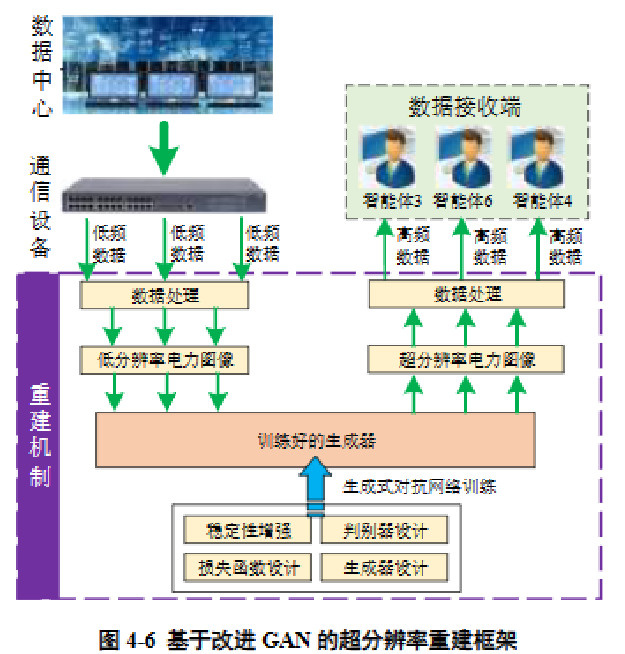 数据中心
数据接收端
智能体3 智能体6 智能体4
通信设备
低频数据
低频数据
低频数据
高频数据
高频数据
高频数据
重建机制
数据处理
数据处理
低分辨率电力图像
超分辨率电力图像
训练好的生成器
生成式对抗网络训练
稳定性增强
判别器设计
损失函数设计
生成器设计
图 4-6 基于改进 GAN 的超分辨率重建框架